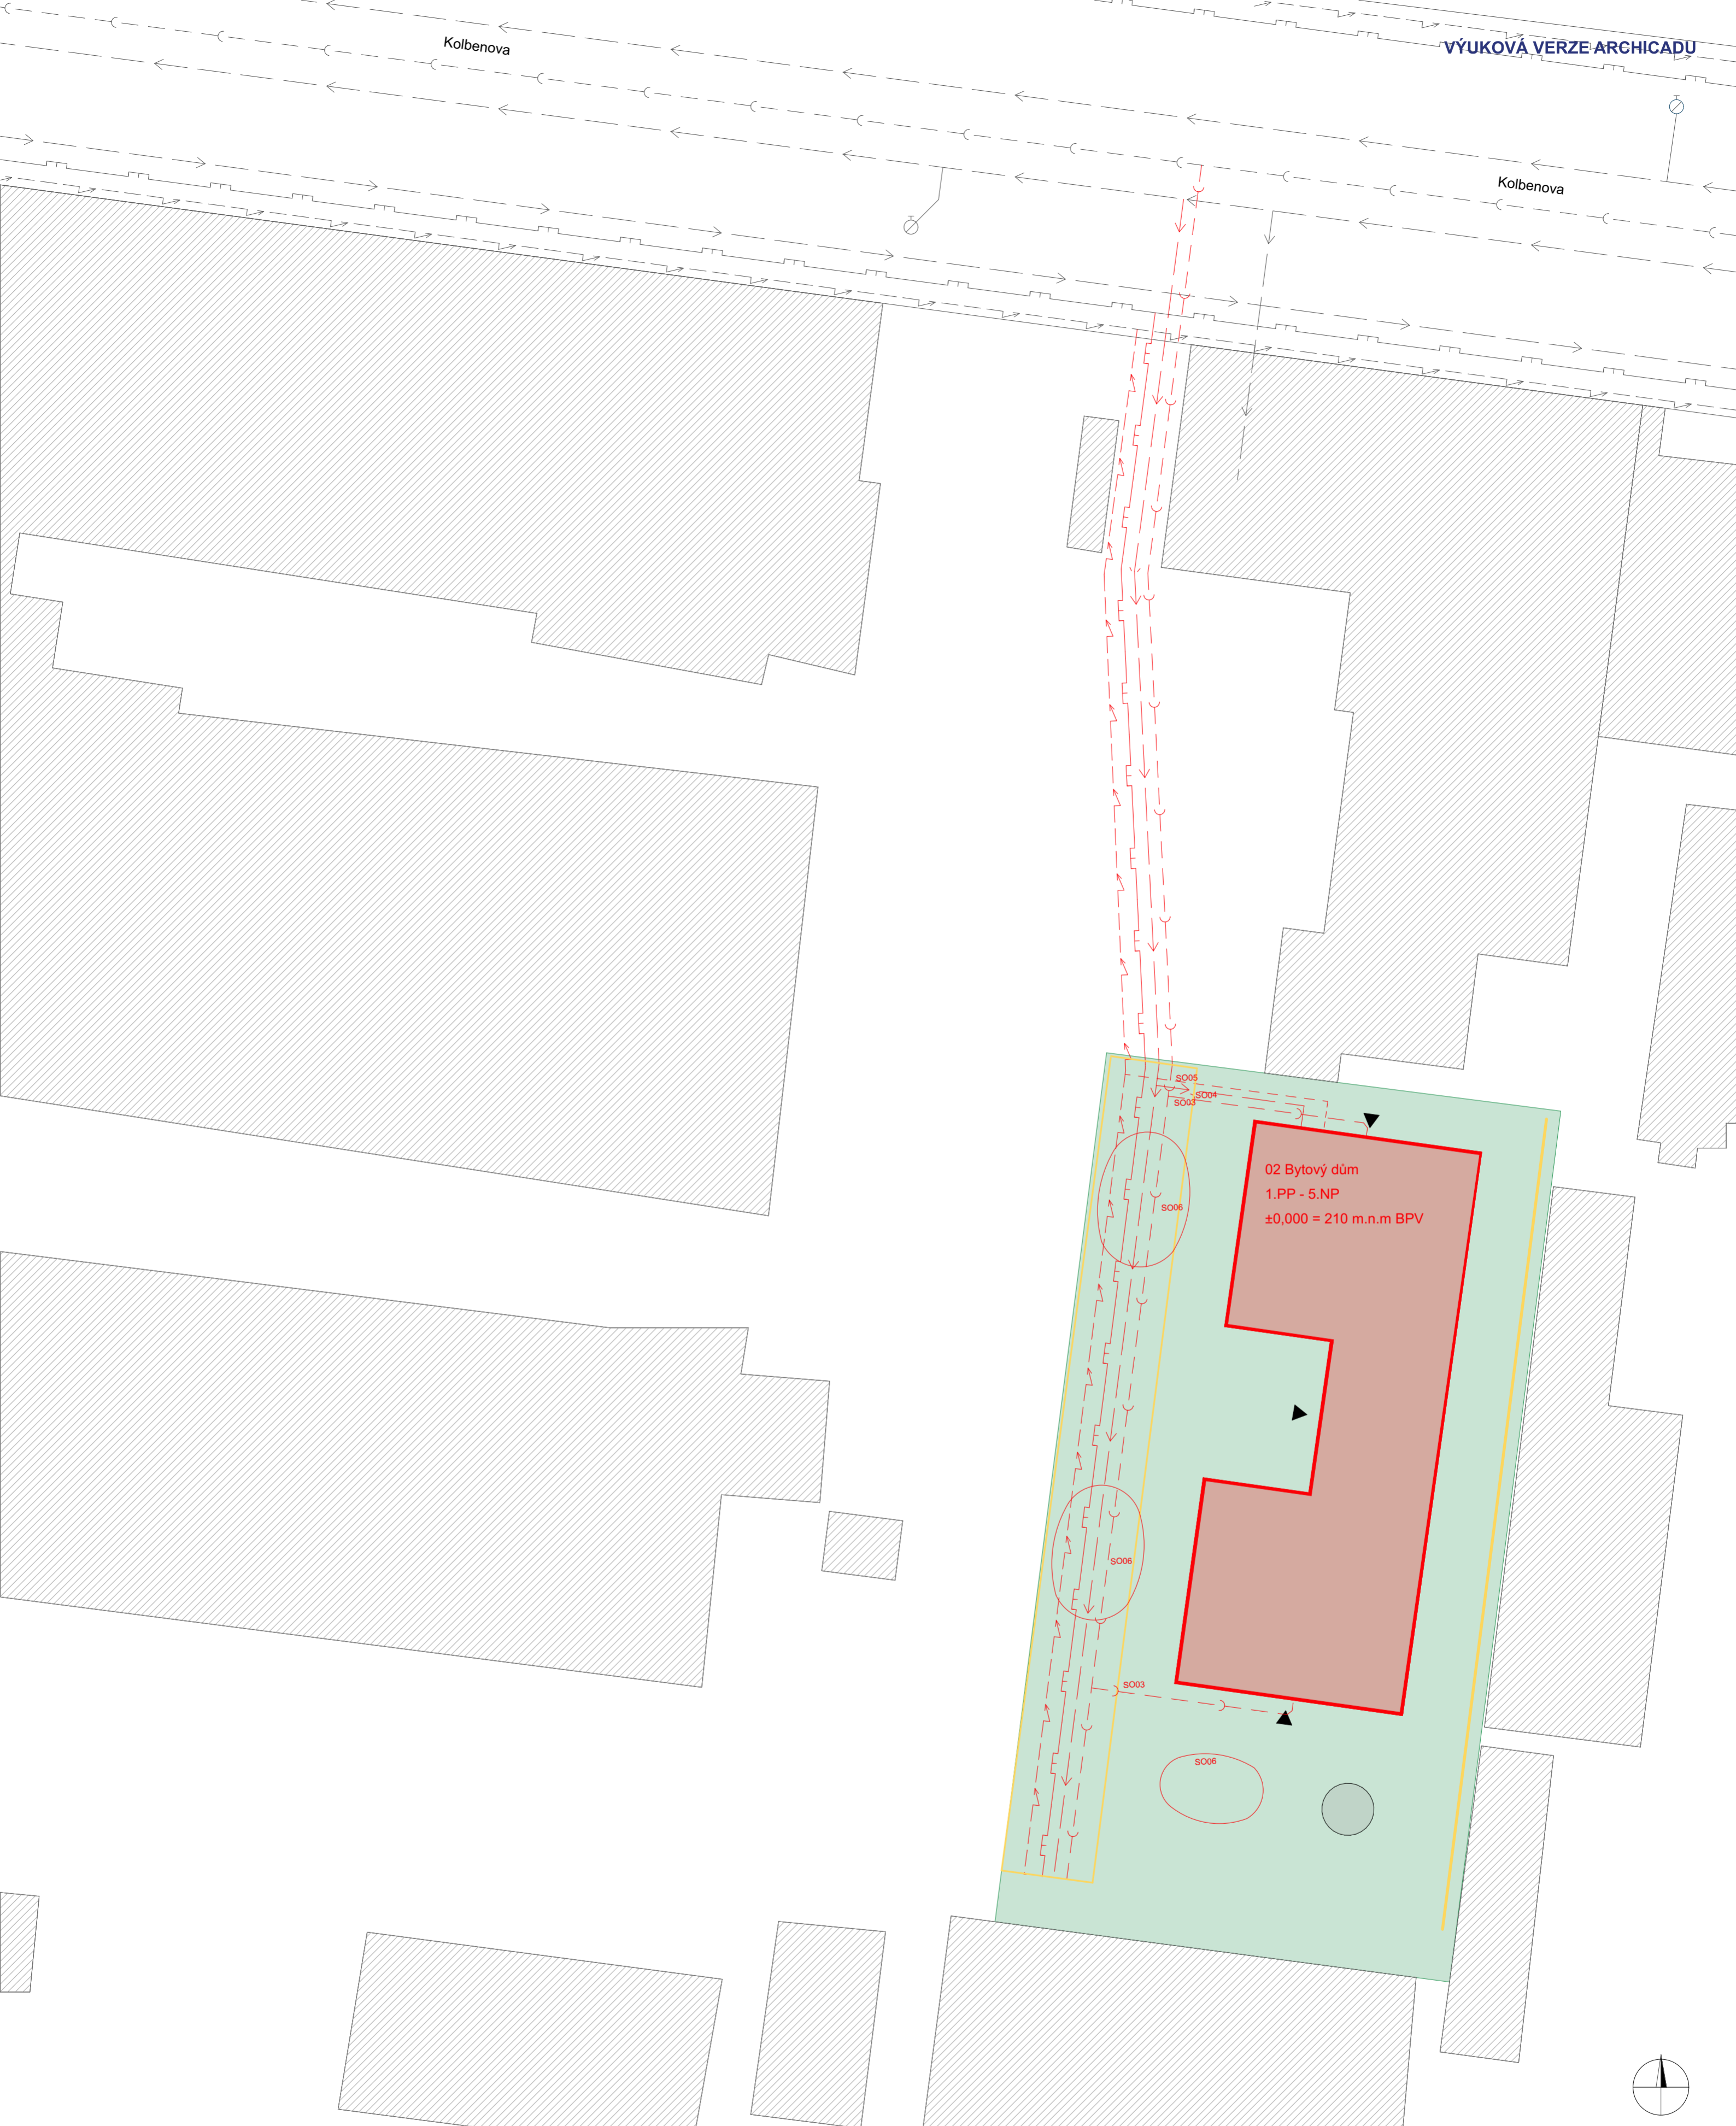 Kolbenova
VÝUKOVÁ VERZE ARCHICADU
Kolbenova
SO05
SO04
SO03
02 Bytový dům
1.PP - 5.NP
±0,000 = 210 m.n.m BPV
SO06
SO06
SO03
SO06